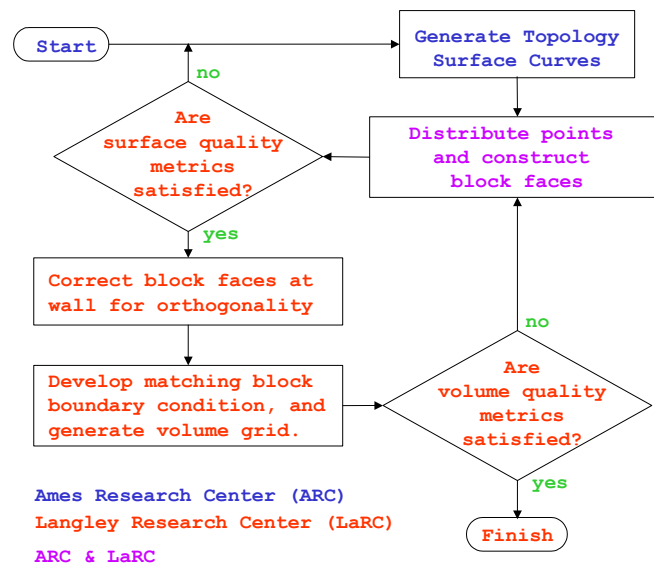 Start
Generate Topology
Surface Curves
no
Are
surface quality
metrics
satisfied?
Distribute points
and construct
block faces
yes
Correct block faces at
wall for orthogonality
no
Develop matching block
boundary condition, and
generate volume grid.
Are
volume quality
metrics
satisfied?
yes
Finish
Ames Research Center (ARC)
Langley Research Center (LaRC)
ARC & LaRC